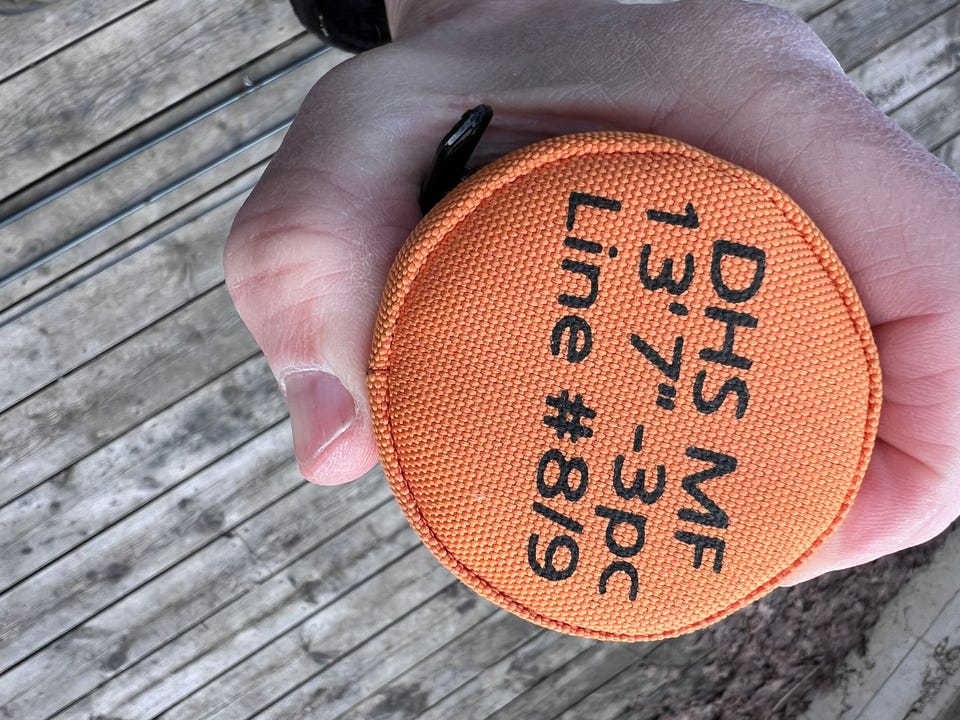 DHS MF
13' 7" -3pc
Line #8/9